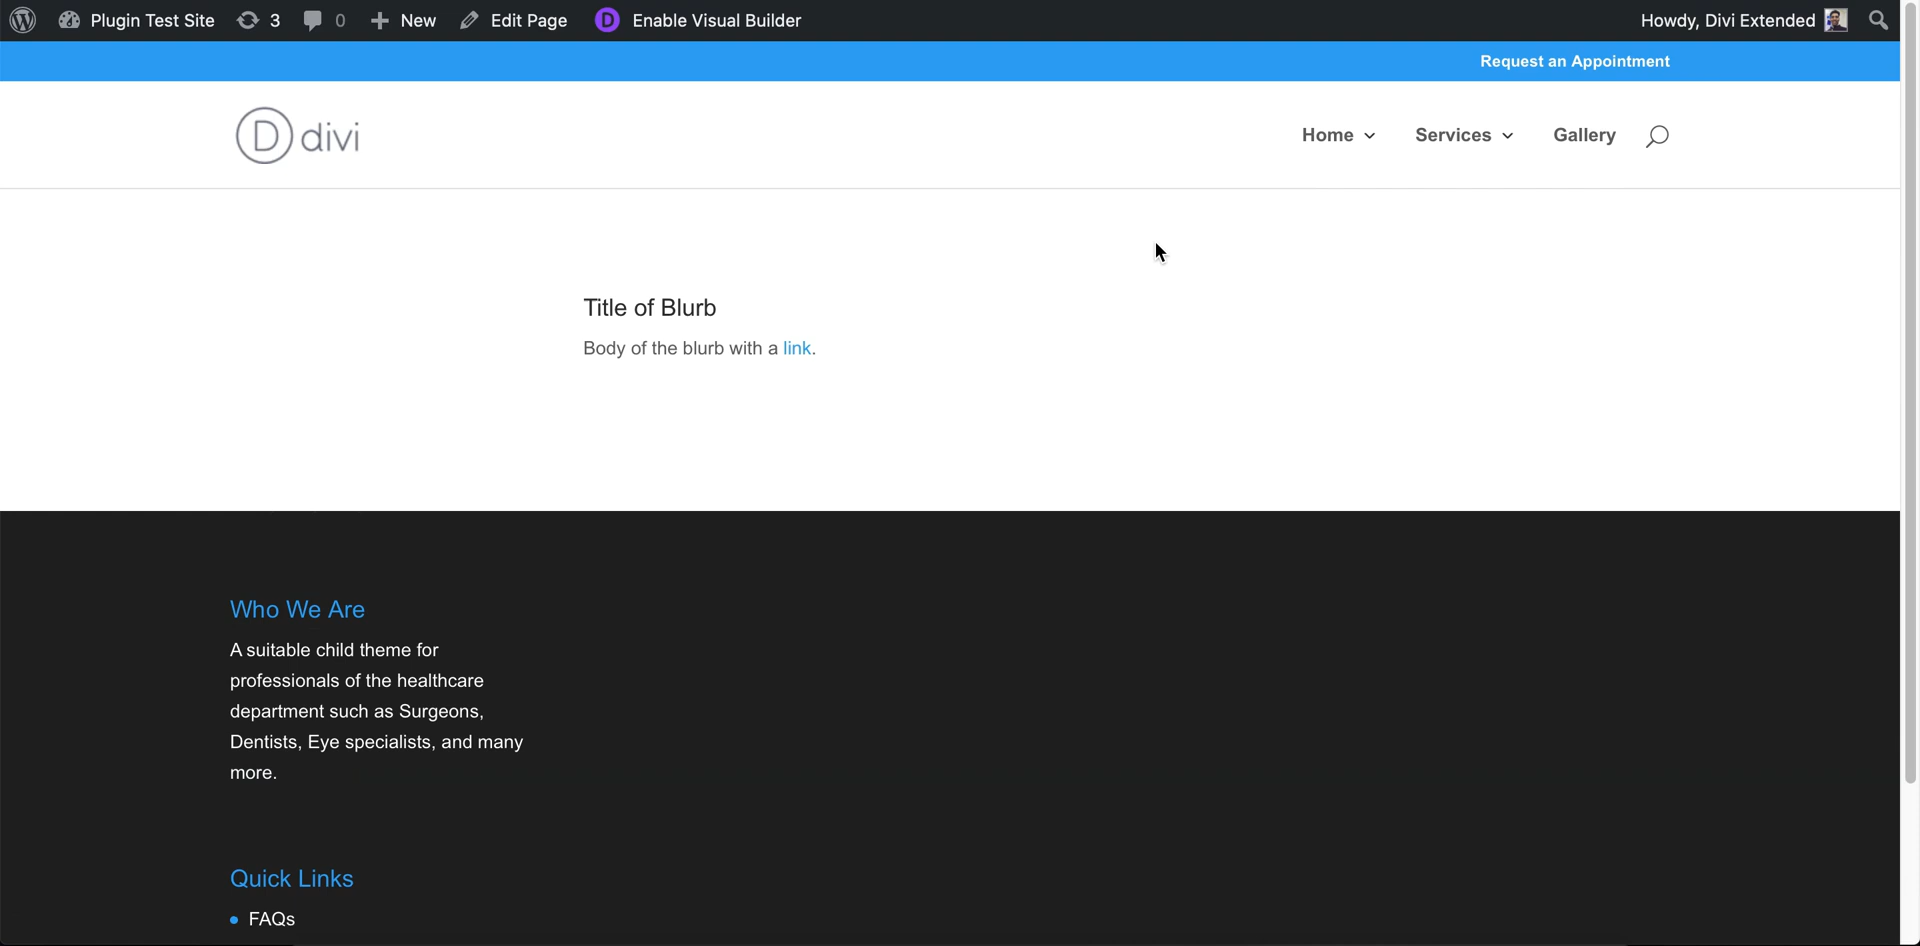 Plugin Test Site 3 0 New Edit Page D Enable Visual Builder Howdy, Divi Extended
Request an Appointment
D divi Home Services Gallery
Title of Blurb
Body of the blurb with a link.
Who We Are
A suitable child theme for
professionals of the healthcare
department such as Surgeons,
Dentists, Eye specialists, and many
more.
Quick Links
FAQs